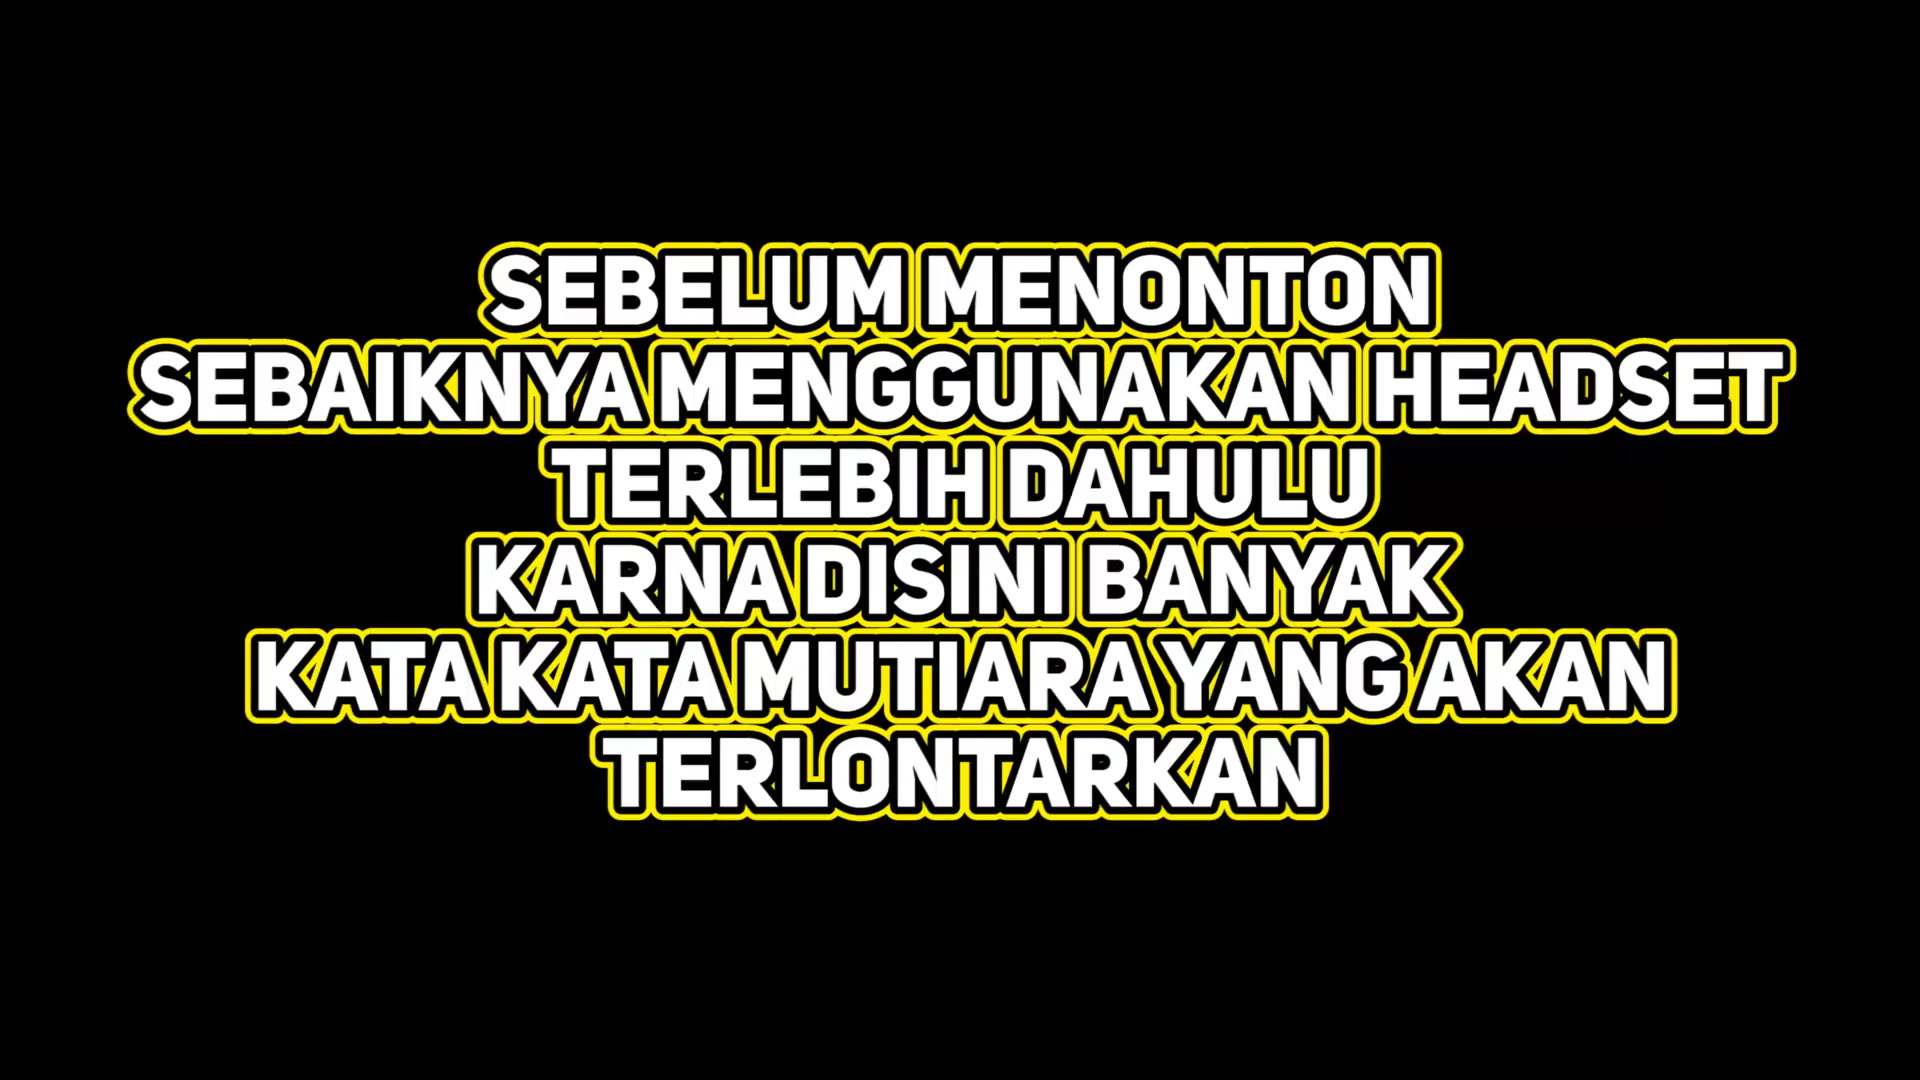 SEBELUM MENONTON
SEBAIKNYA MENGGUNAKAN HEADSET
TERLEBIH DAHULU
KARNA DISINI BANYAK
KATA KATA MUTIARA YANG AKAN
TERLONTARKAN